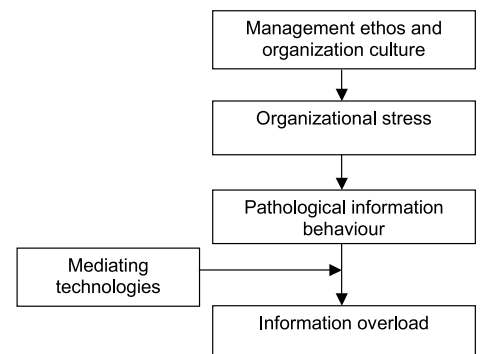 Management ethos and
organization culture
Organizational stress
Pathological information
behaviour
Mediating
technologies
Information overload